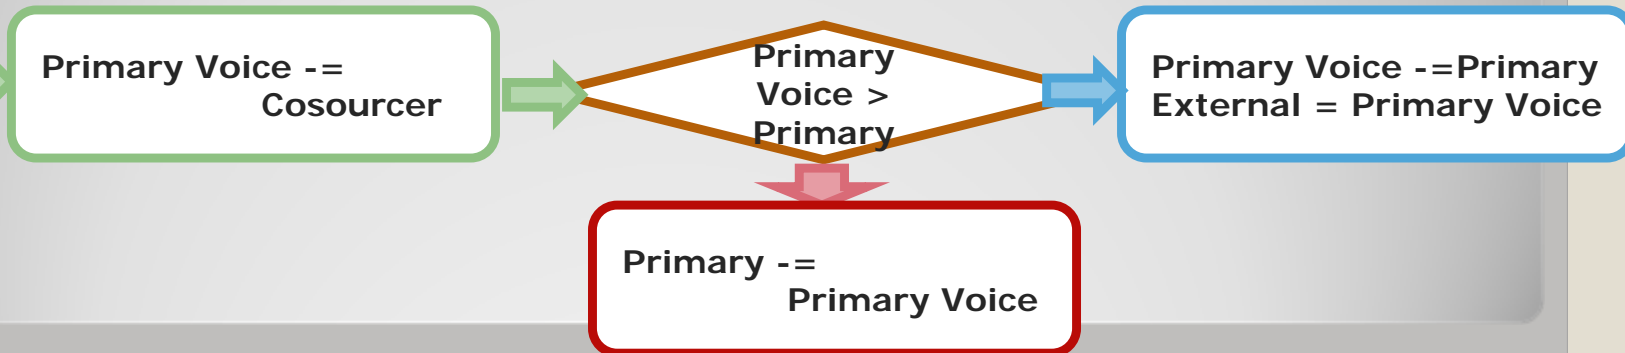 Primary Voice -=
Cosourcer
Primary
Voice >
Primary
Primary Voice -=Primary
External = Primary Voice
Primary -=
Primary Voice